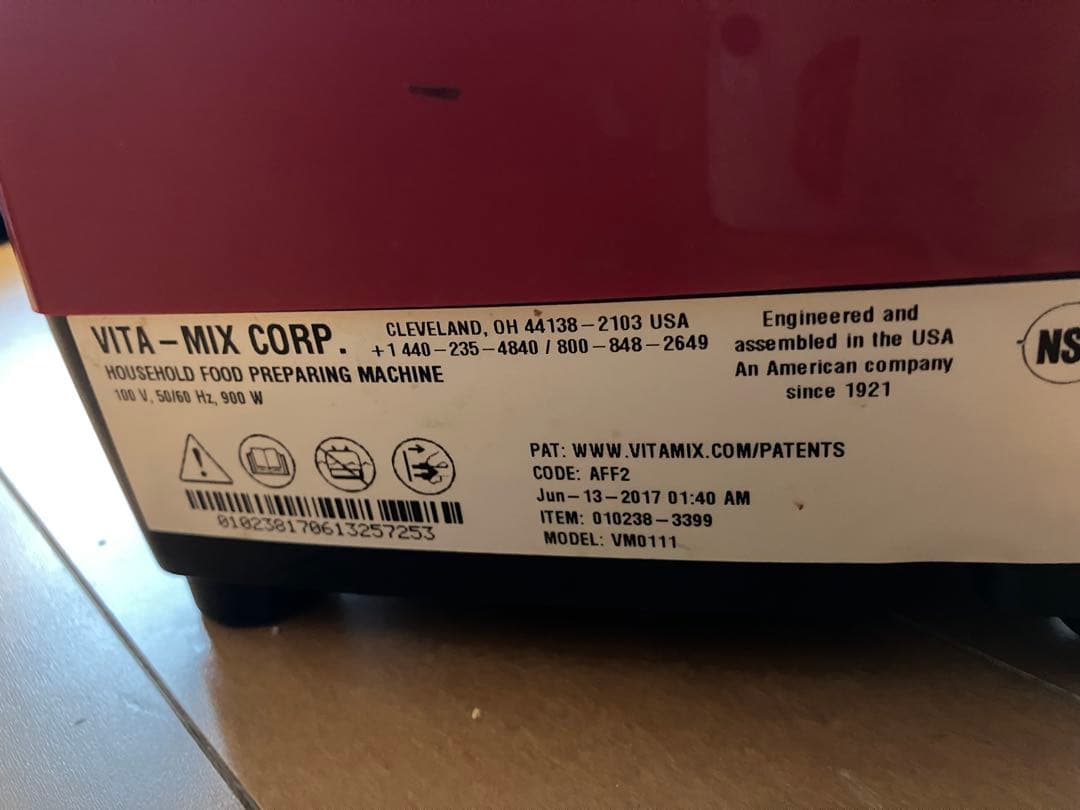 VITA-MIX CORP.
CLEVELAND, OH 44138-2103 USA
+1 440-235-4840 / 800-848-2649
HOUSEHOLD FOOD PREPARING MACHINE
100 V, 50/60 Hz, 900 W
Engineered and
assembled in the USA
An American company
since 1921
NS
PAT: WWW.VITAMIX.COM/PATENTS
CODE: AFF2
Jun-13-2017 01:40 AM
ITEM: 010238-3399
MODEL: VM0111
010238170613257253